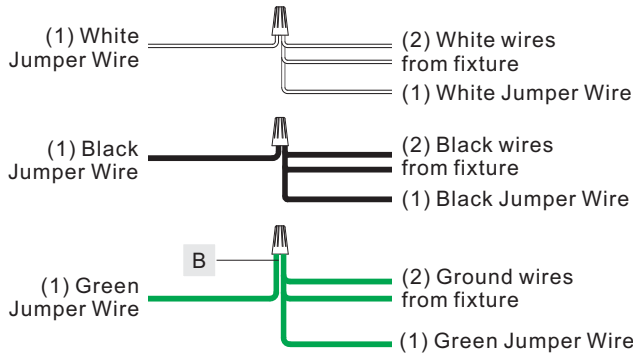 (1) White
Jumper Wire
(2) White wires
from fixture
(1) White Jumper Wire
(1) Black
Jumper Wire
(2) Black wires
from fixture
(1) Black Jumper Wire
B
(1) Green
Jumper Wire
(2) Ground wires
from fixture
(1) Green Jumper Wire